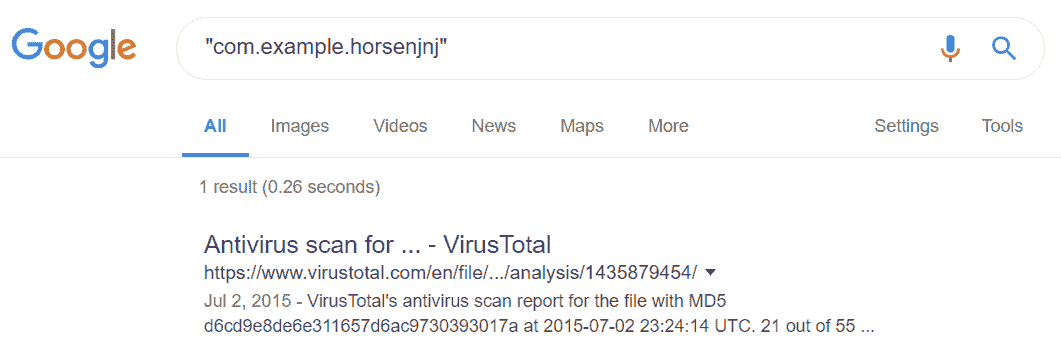 Google "com.example.horsenjnj"
All Images Videos News Maps More Settings Tools
1 result (0.26 seconds)
Antivirus scan for ... - VirusTotal
https://www.virustotal.com/en/file/.../analysis/1435879454/
Jul 2, 2015 - VirusTotal's antivirus scan report for the file with MD5
d6cd9e8de6e311657d6ac9730393017a at 2015-07-02 23:24:14 UTC. 21 out of 55 ...